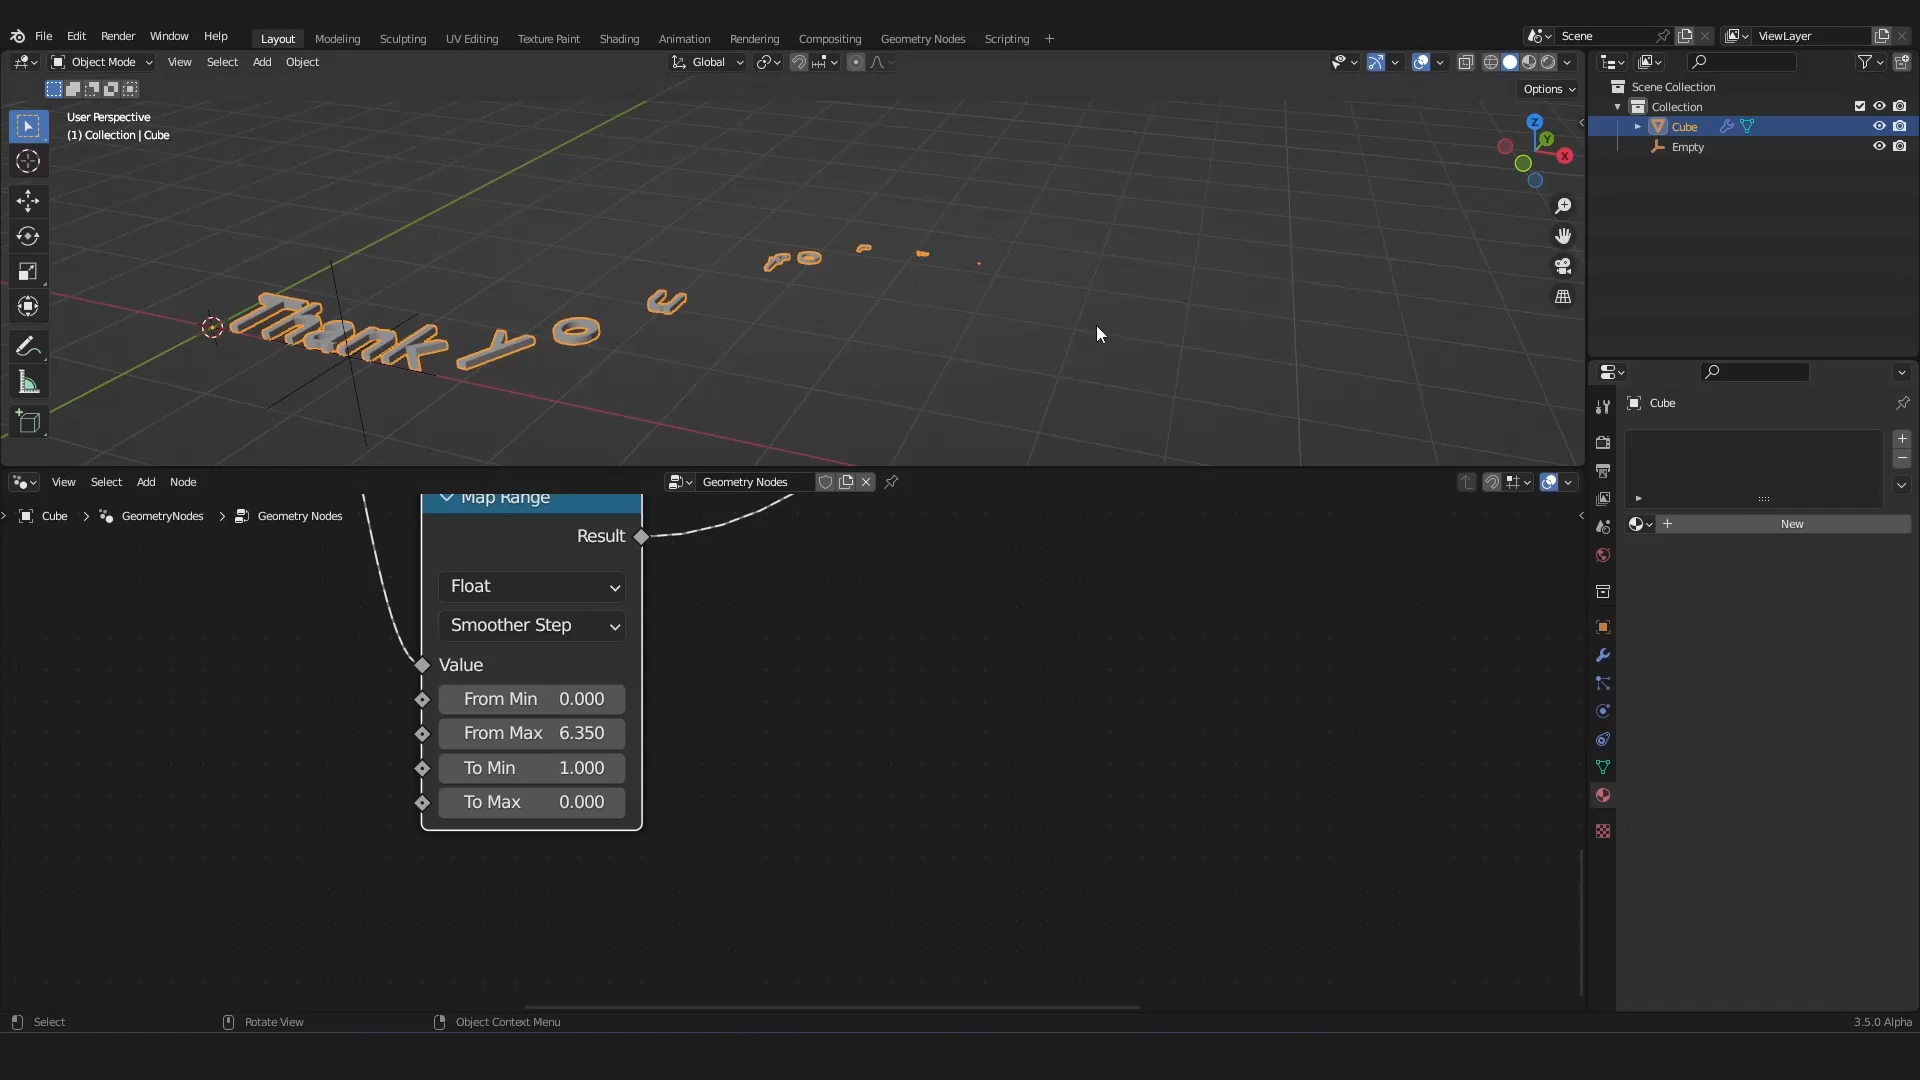 File Edit Render Window Help Layout Modeling Sculpting UV Editing Texture Paint Shading Animation Rendering Compositing Geometry Nodes Scripting + Scene ViewLayer
Object Mode View Select Add Object Global
Options
User Perspective
(1) Collection | Cube
Z
Y
X
Thank you
Scene Collection
Collection
Cube
Empty
View Select Add Node Geometry Nodes
Cube > GeometryNodes > Geometry Nodes
Map Range
Result
Float
Smoother Step
Value
From Min 0.000
From Max 6.350
To Min 1.000
To Max 0.000
Cube
New
Select Rotate View Object Context Menu 3.5.0 Alpha